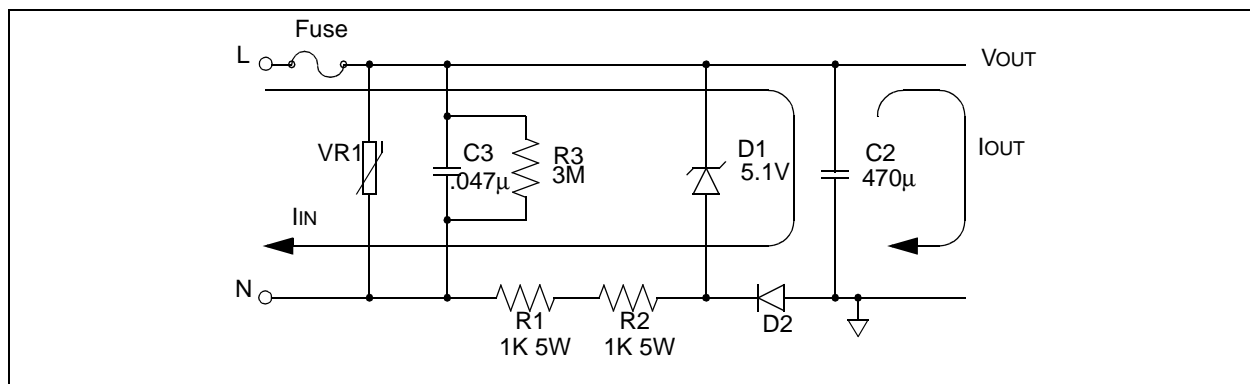 Fuse
L
VOUT
VR1
C3
.047µ
R3
3M
D1
5.1V
C2
470µ
IOUT
IIN
N
R1
1K 5W
R2
1K 5W
D2